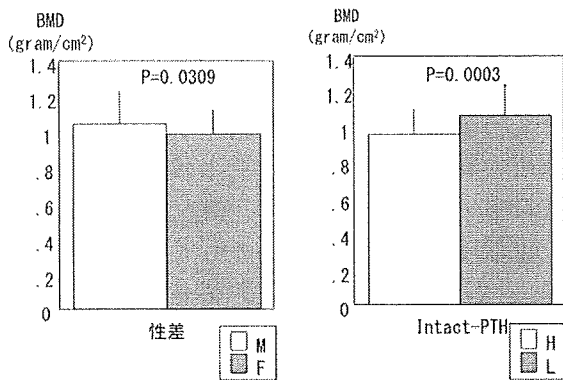 BMD
(gram/cm²)
1.4
1.2
1
.8
.6
.4
.2
0
P=0.0309
性差
M
F
BMD
(gram/cm²)
1.4
1.2
1
.8
.6
.4
.2
0
P=0.0003
Intact-PTH
H
L